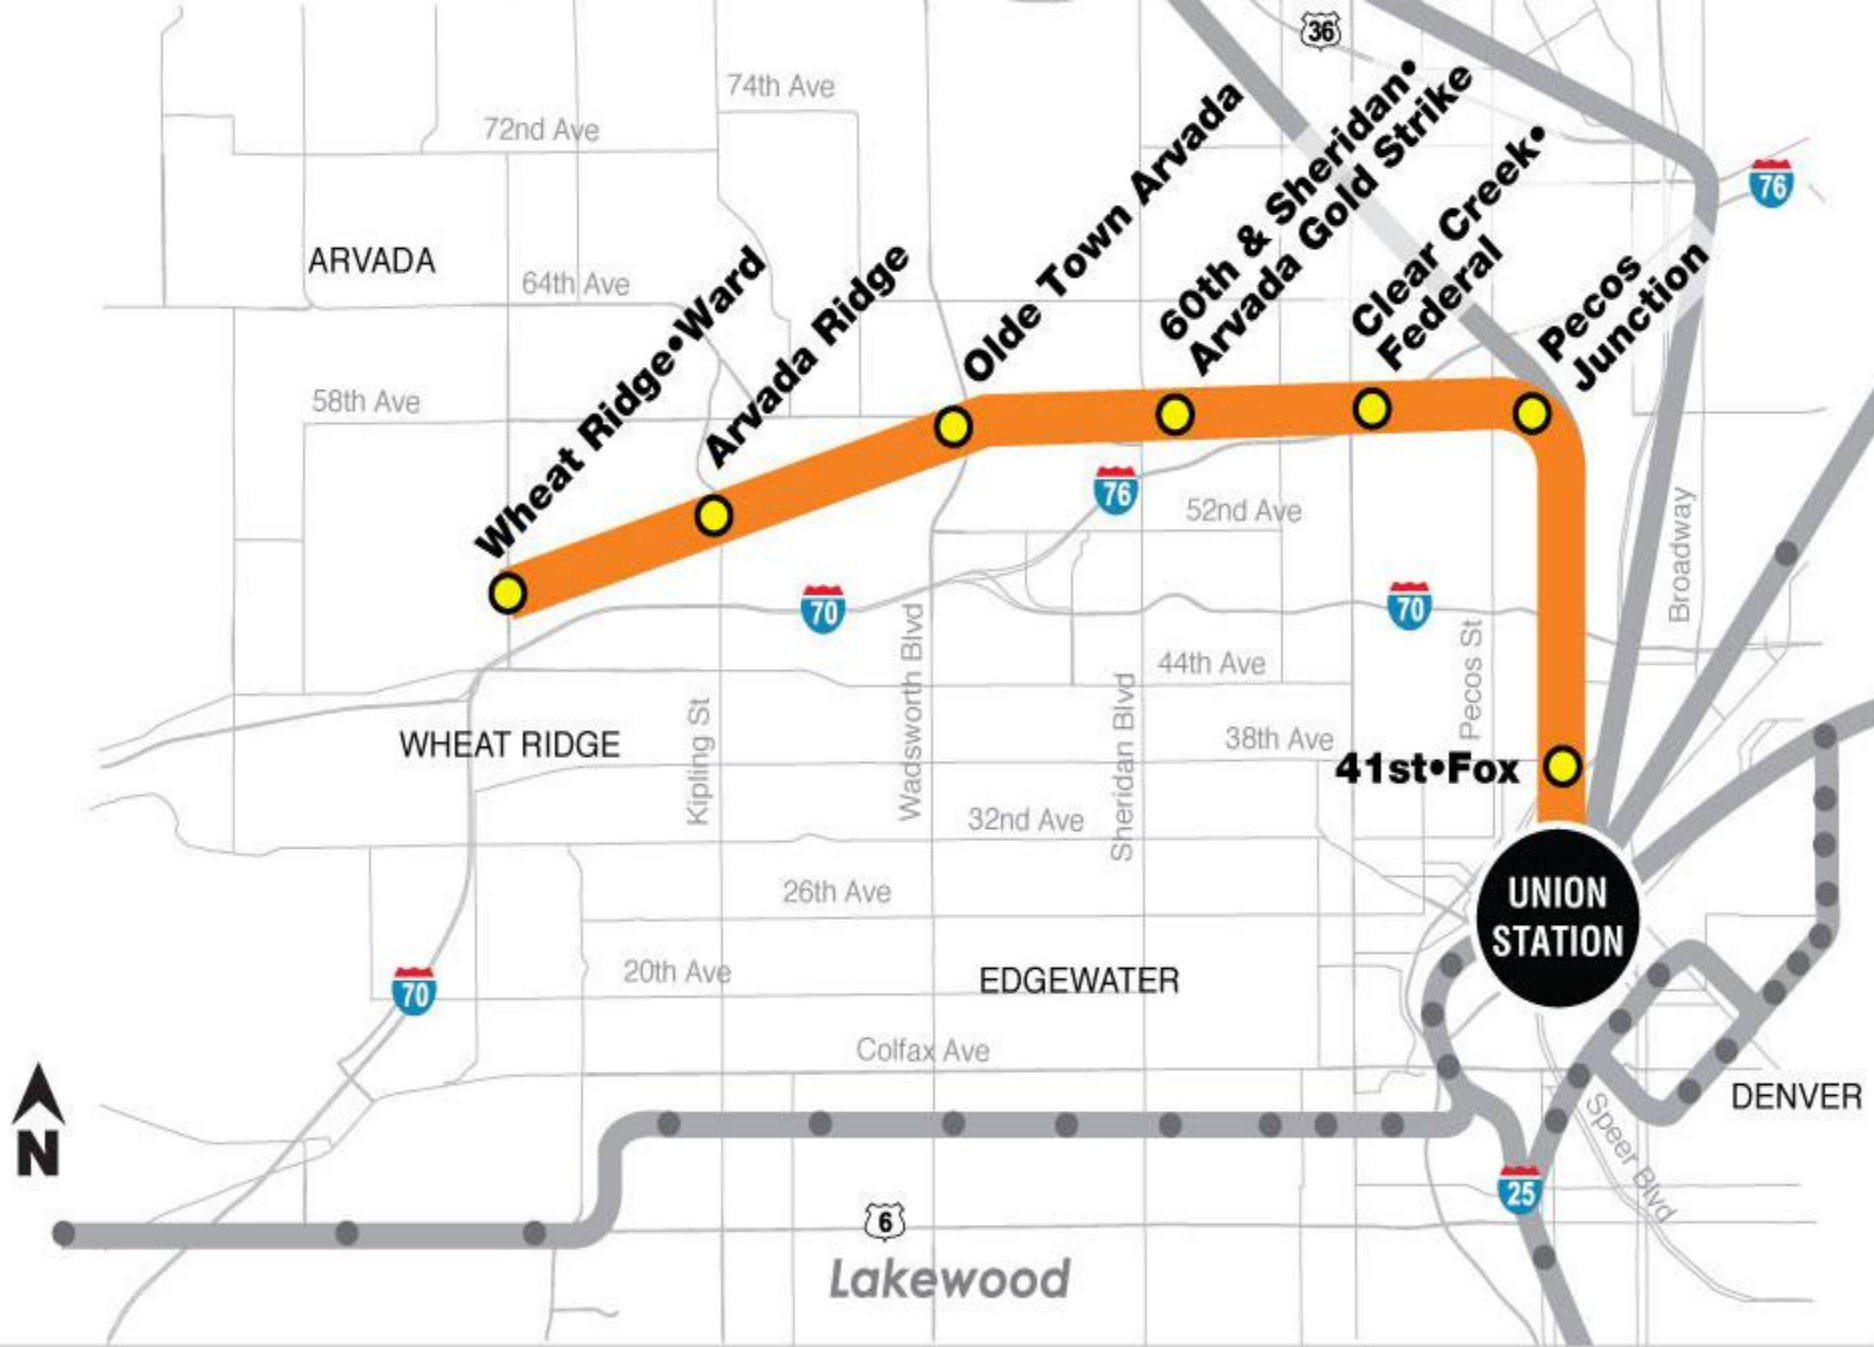 36
74th Ave
72nd Ave
76
ARVADA
64th Ave
58th Ave
Wheat Ridge•Ward
Arvada Ridge
Olde Town Arvada
60th & Sheridan•
Arvada Gold Strike
Clear Creek•
Federal
Pecos
Junction
76
52nd Ave
Broadway
70
70
Wadsworth Blvd
44th Ave
Pecos St
WHEAT RIDGE
Kipling St
Sheridan Blvd
38th Ave
41st•Fox
32nd Ave
26th Ave
UNION
STATION
20th Ave
EDGEWATER
70
Colfax Ave
DENVER
Speer Blvd
N
25
6
Lakewood